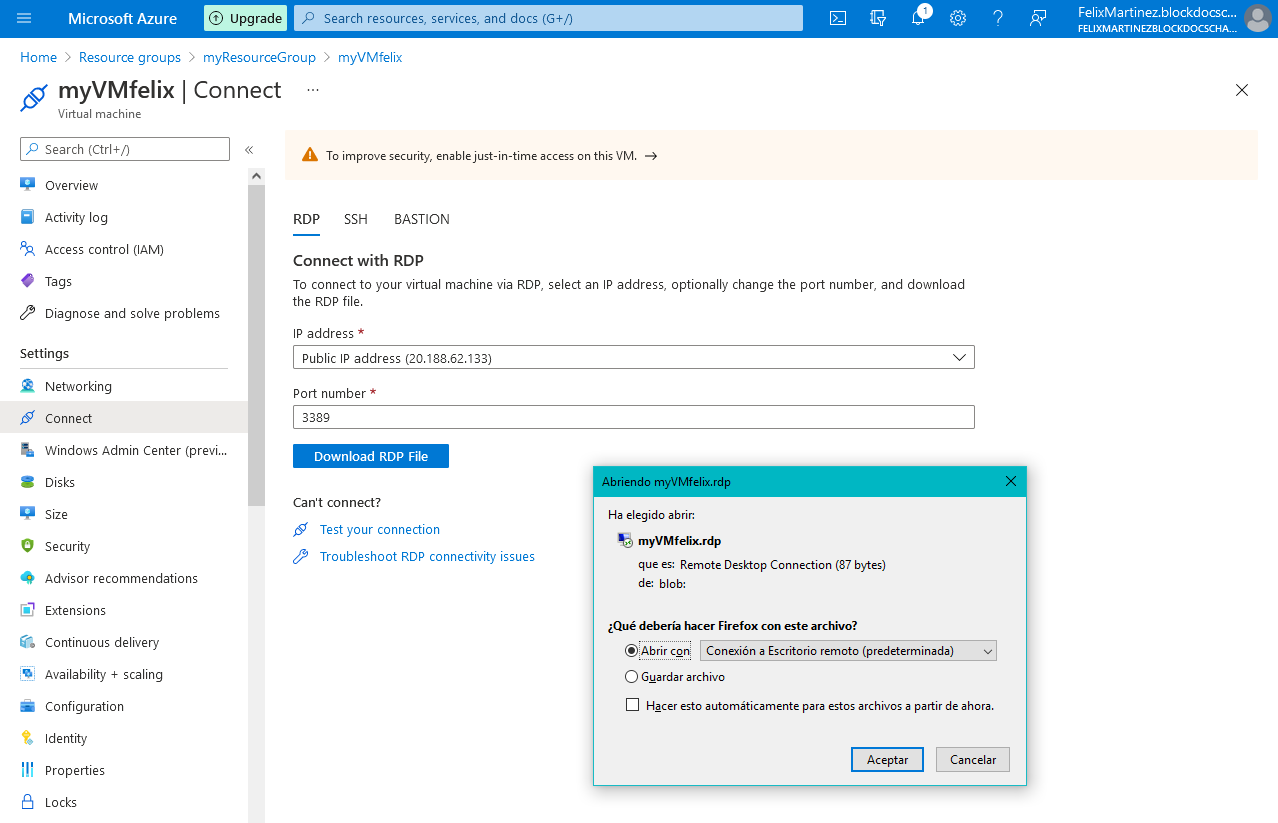 Microsoft Azure
Upgrade
Search resources, services, and docs (G+/)
1
FelixMartinez.blockdocsc...
FELIXMARTINEZBLOCKDOCSCHA...
Home > Resource groups > myResourceGroup > myVMfelix
myVMfelix | Connect ...
Virtual machine
Search (Ctrl+/)
«
Overview
Activity log
Access control (IAM)
Tags
Diagnose and solve problems
Settings
Networking
Connect
Windows Admin Center (previ...
Disks
Size
Security
Advisor recommendations
Extensions
Continuous delivery
Availability + scaling
Configuration
Identity
Properties
Locks
To improve security, enable just-in-time access on this VM. →
RDP SSH BASTION
Connect with RDP
To connect to your virtual machine via RDP, select an IP address, optionally change the port number, and download
the RDP file.
IP address *
Public IP address (20.188.62.133)
Port number *
3389
Download RDP File
Can't connect?
Test your connection
Troubleshoot RDP connectivity issues
Abriendo myVMfelix.rdp
Ha elegido abrir:
myVMfelix.rdp
que es: Remote Desktop Connection (87 bytes)
de: blob:
¿Qué debería hacer Firefox con este archivo?
Abrir con
Conexión a Escritorio remoto (predeterminada)
Guardar archivo
Hacer esto automáticamente para estos archivos a partir de ahora.
Aceptar
Cancelar